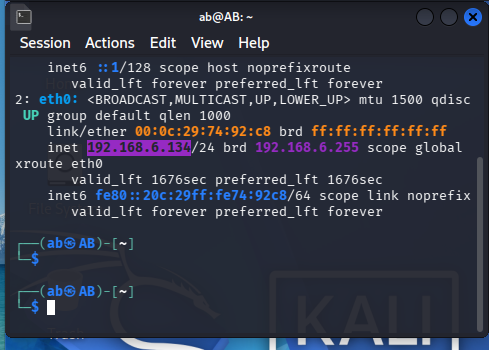 ab@AB: ~
Session Actions Edit View Help
inet6 ::1/128 scope host noprefixroute
valid_lft forever preferred_lft forever
2: eth0: <BROADCAST,MULTICAST,UP,LOWER_UP> mtu 1500 qdisc
UP group default qlen 1000
link/ether 00:0c:29:74:92:c8 brd ff:ff:ff:ff:ff:ff
inet 192.168.6.134/24 brd 192.168.6.255 scope global
xroute eth0
valid_lft 1676sec preferred_lft 1676sec
inet6 fe80::20c:29ff:fe74:92c8/64 scope link noprefix
valid_lft forever preferred_lft forever
┌──(ab㉿AB)-[~]
└─$
┌──(ab㉿AB)-[~]
└─$
KALI
Trash